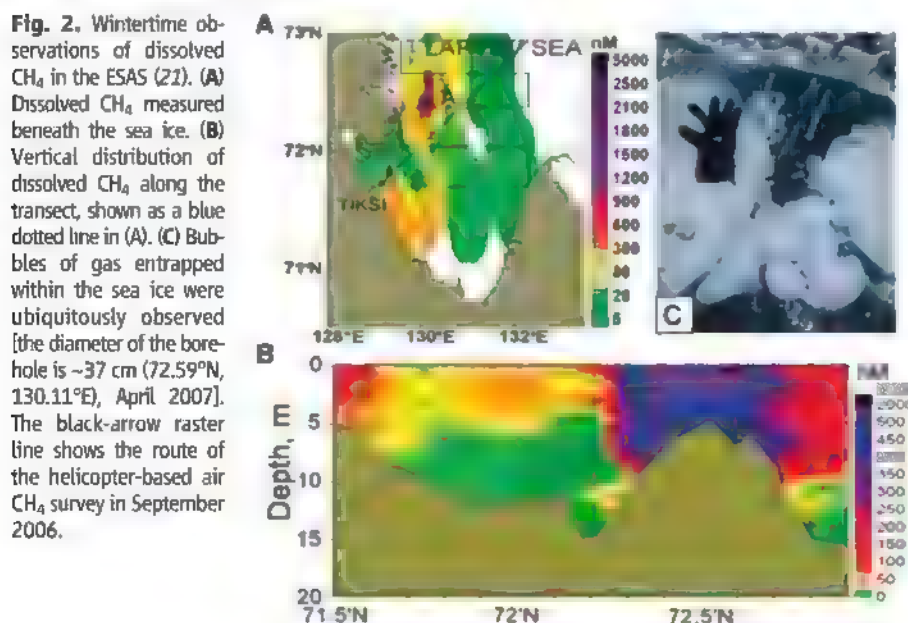 Fig. 2. Wintertime ob-
servations of dissolved
CH₄ in the ESAS (21). (A)
Dissolved CH₄ measured
beneath the sea ice. (B)
Vertical distribution of
dissolved CH₄ along the
transect, shown as a blue
dotted line in (A). (C) Bub-
bles of gas entrapped
within the sea ice were
ubiquitously observed
[the diameter of the bore-
hole is ~37 cm (72.59°N,
130.11°E), April 2007].
The black-arrow raster
line shows the route of
the helicopter-based air
CH₄ survey in September
2006.
A
73°N
SEA
72°N
TIKSI
71°N
128°E 130°E 132°E
nM
5000
2500
2100
1800
1500
1200
900
600
300
20
C
B
0
5
10
15
20
Depth, m
71.5°N 72°N 72.5°N
nM
2000
500
450
350
300
250
200
150
100
50
0